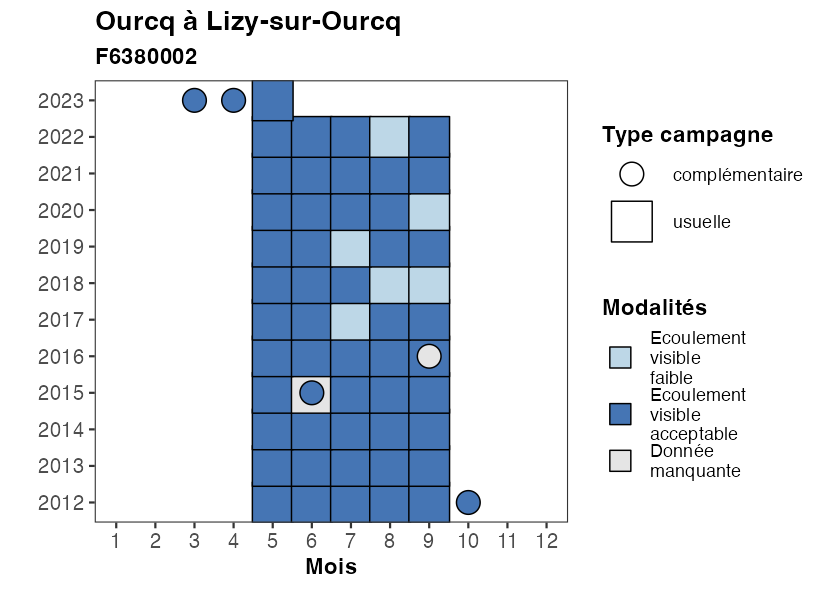 Ourcq à Lizy-sur-Ourcq
F6380002
2023
2022
2021
2020
2019
2018
2017
2016
2015
2014
2013
2012
1 2 3 4 5 6 7 8 9 10 11 12
Mois
Type campagne
complémentaire
usuelle
Modalités
Ecoulement
visible
faible
Ecoulement
visible
acceptable
Donnée
manquante